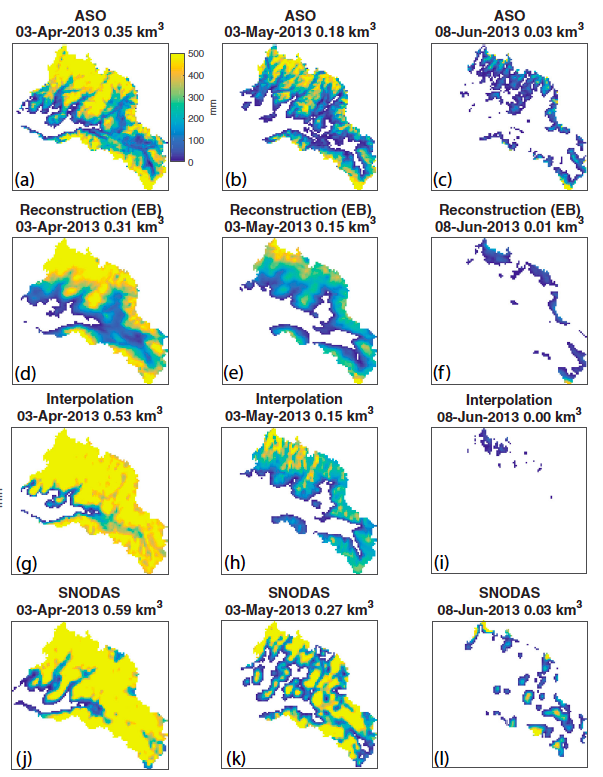 ASO
03-Apr-2013 0.35 km³
ASO
03-May-2013 0.18 km³
ASO
08-Jun-2013 0.03 km³
500
400
300
200
100
0
mm
(a)
(b)
(c)
Reconstruction (EB)
03-Apr-2013 0.31 km³
Reconstruction (EB)
03-May-2013 0.15 km³
Reconstruction (EB)
08-Jun-2013 0.01 km³
(d)
(e)
(f)
Interpolation
03-Apr-2013 0.53 km³
Interpolation
03-May-2013 0.15 km³
Interpolation
08-Jun-2013 0.00 km³
(g)
(h)
(i)
SNODAS
03-Apr-2013 0.59 km³
SNODAS
03-May-2013 0.27 km³
SNODAS
08-Jun-2013 0.03 km³
(j)
(k)
(l)